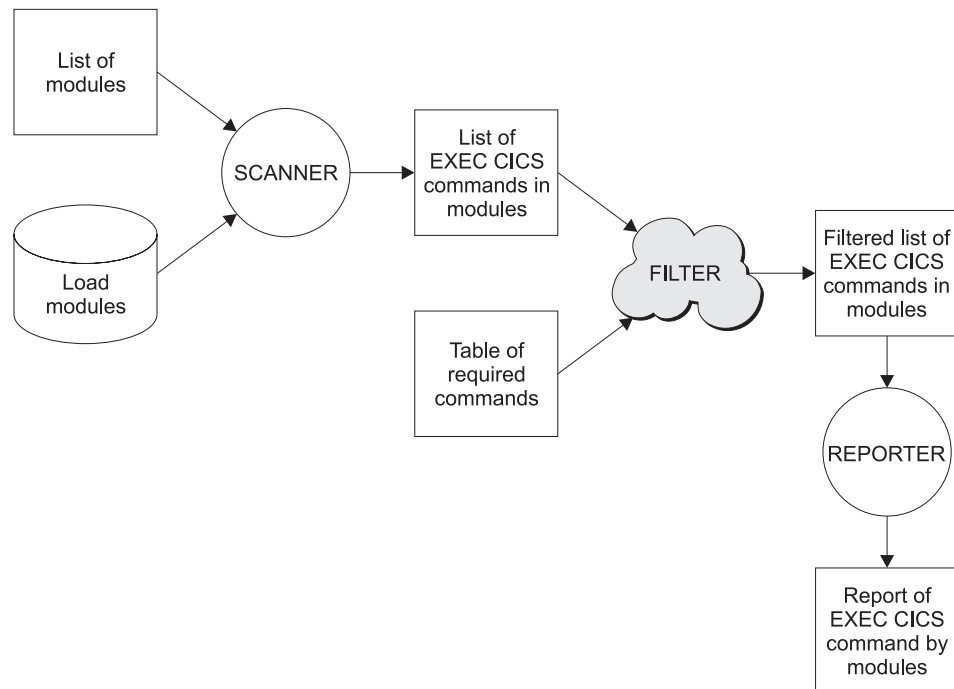 List of
modules
SCANNER
Load
modules
List of
EXEC CICS
commands in
modules
Table of
required
commands
FILTER
Filtered list of
EXEC CICS
commands in
modules
REPORTER
Report of
EXEC CICS
command by
modules